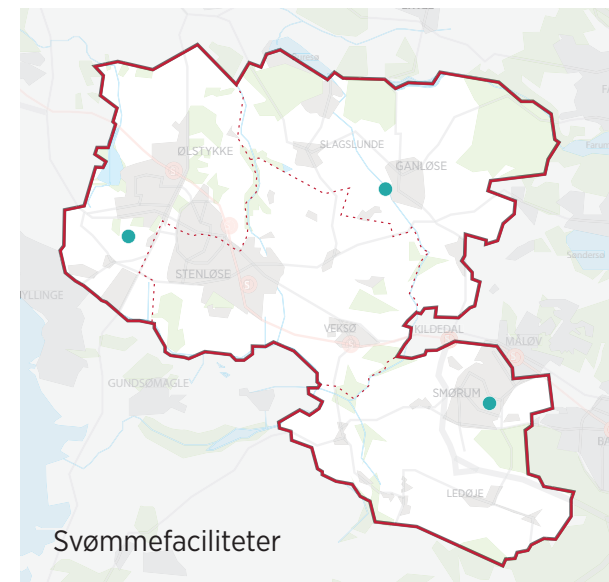 ØLSTYKKE
SLAGSLUNDE
GANLØSE
STENLØSE
S
S
S
VEKSØ
KILDEDAL
MÅLØV
GUNDSØMAGLE
SMØRUM
LEDØJE
Svømmefaciliteter